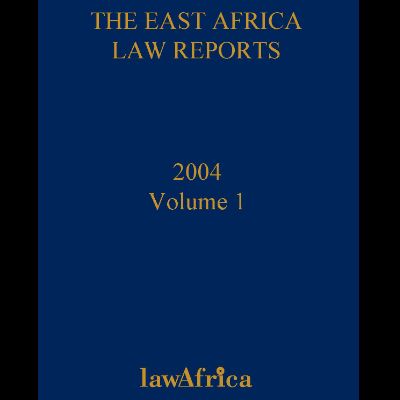 THE EAST AFRICA
LAW REPORTS
2004
Volume 1
lawAfrica